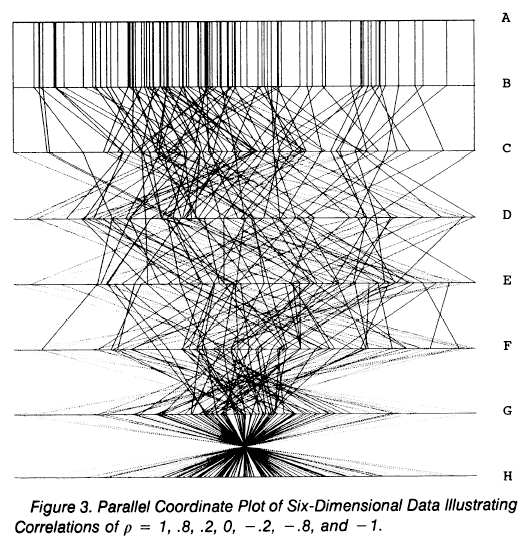 A
B
C
D
E
F
G
H
Figure 3. Parallel Coordinate Plot of Six-Dimensional Data Illustrating
Correlations of ρ = 1, .8, .2, 0, −.2, −.8, and −1.